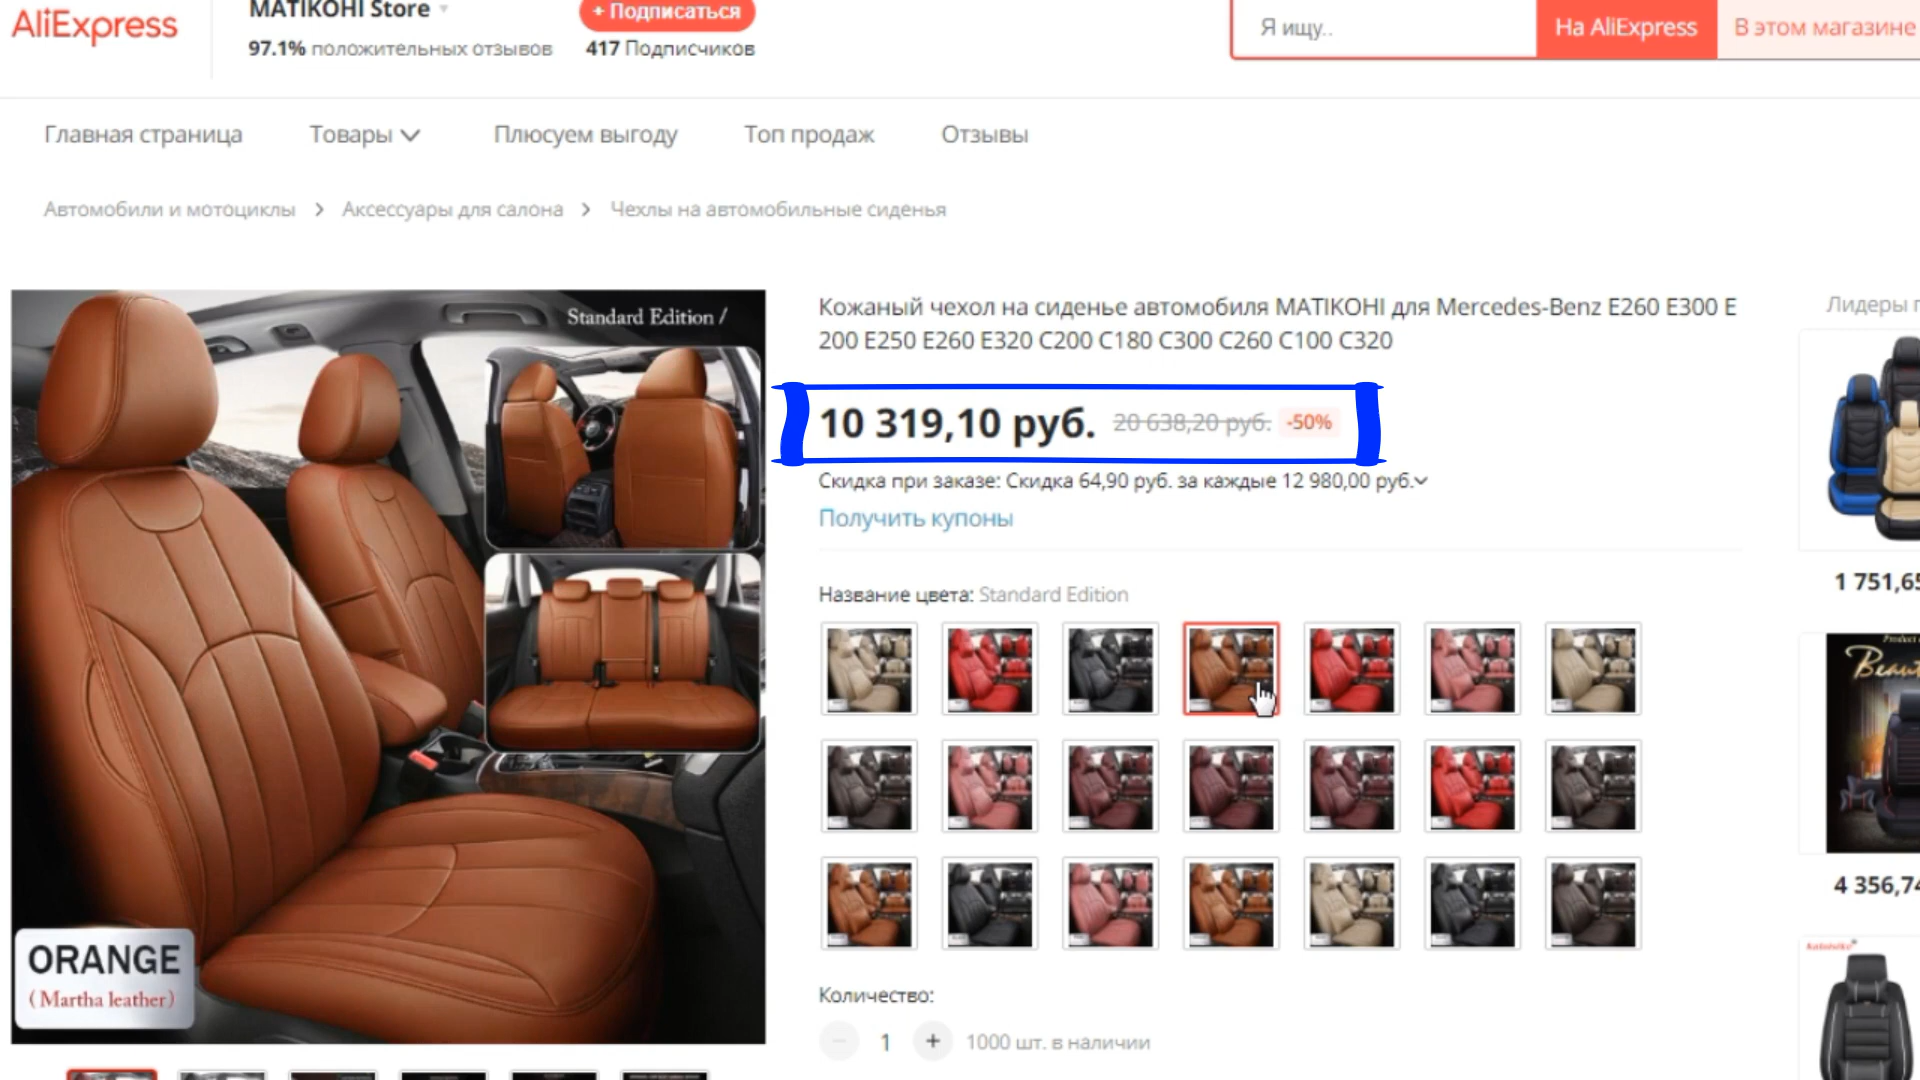 AliExpress
MATIKOHI Store
+ Подписаться
97.1% положительных отзывов
417 Подписчиков
Я ищу..
На AliExpress
В этом магазине
Главная страница
Товары
Плюсуем выгоду
Топ продаж
Отзывы
Автомобили и мотоциклы > Аксессуары для салона > Чехлы на автомобильные сиденья
Standard Edition /
ORANGE
(Martha leather)
Кожаный чехол на сиденье автомобиля MATIKOHI для Mercedes-Benz E260 E300 E
200 E250 E260 E320 C200 C180 C300 C260 C100 C320
10 319,10 руб. 20 638,20 руб. -50%
Скидка при заказе: Скидка 64,90 руб. за каждые 12 980,00 руб.
Получить купоны
Название цвета: Standard Edition
Количество:
− 1 + 1000 шт. в наличии
Лидеры
1 751,65
Product
4 356,74